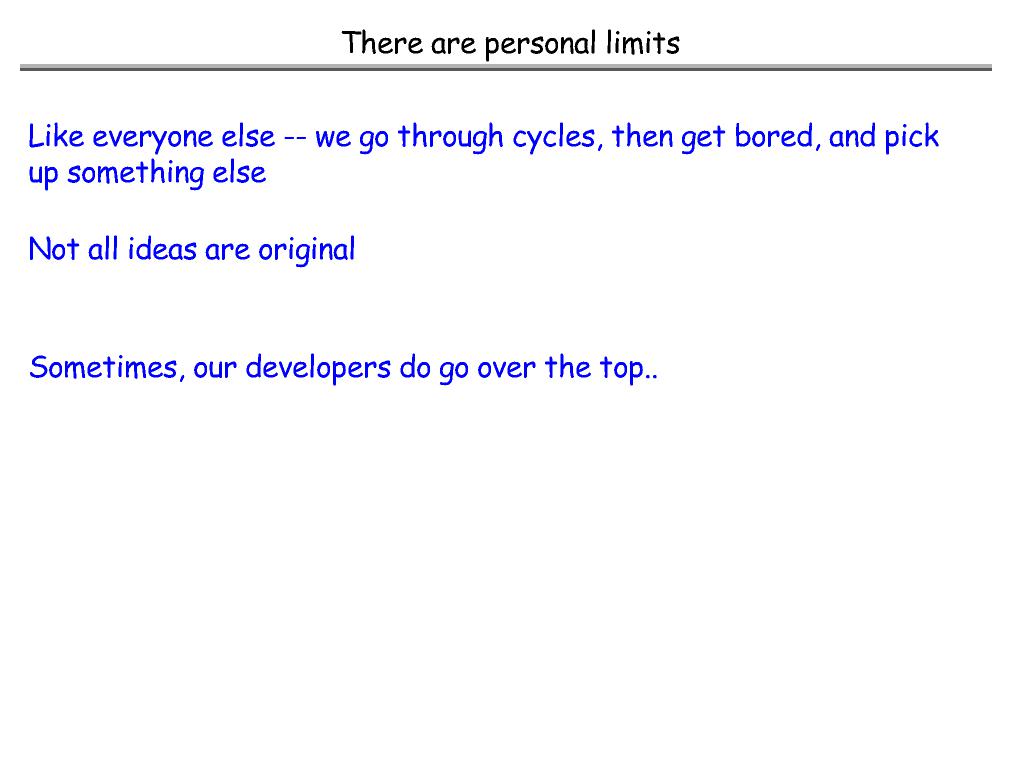 There are personal limits
Like everyone else -- we go through cycles, then get bored, and pick
up something else
Not all ideas are original
Sometimes, our developers do go over the top..